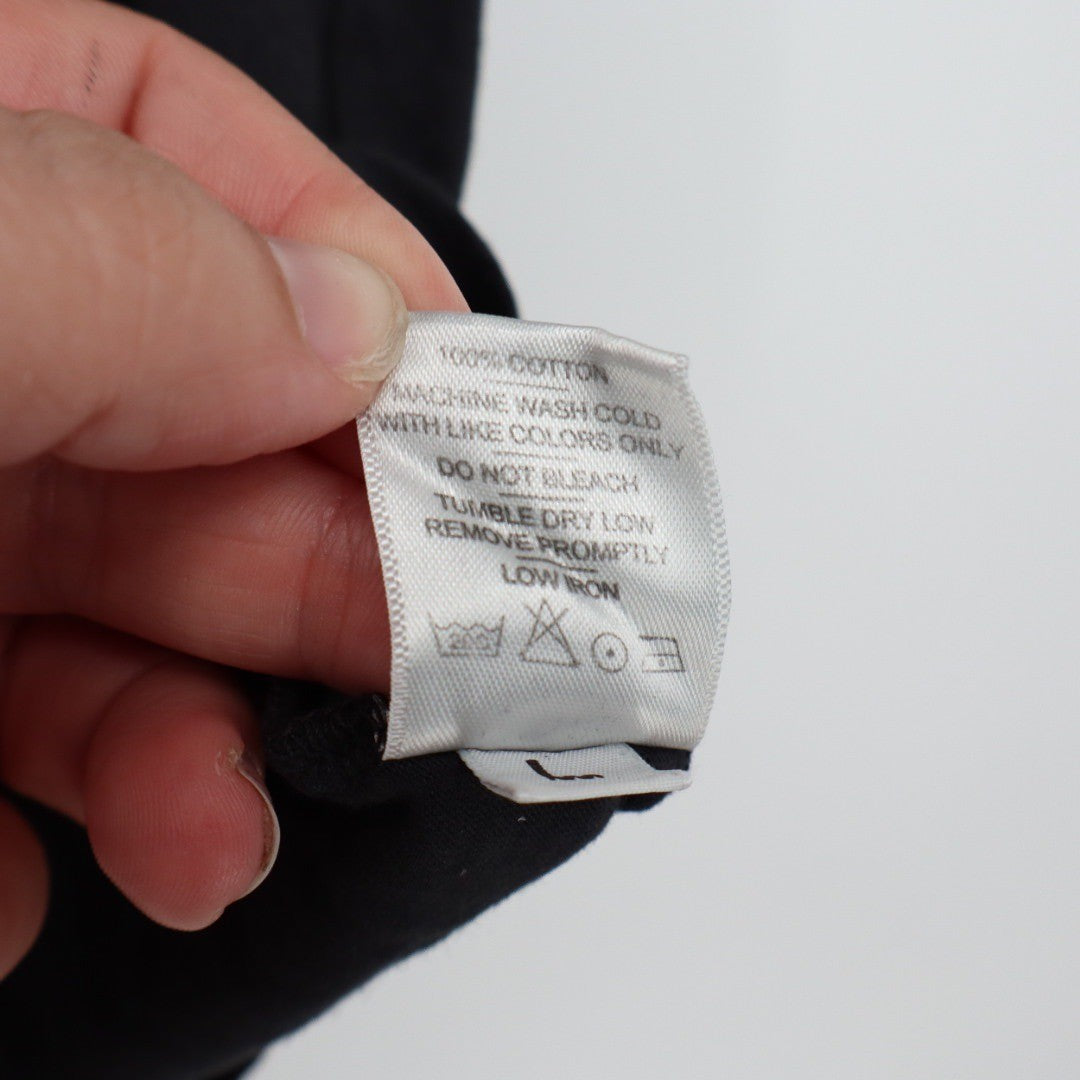 100% COTTON
MACHINE WASH COLD
WITH LIKE COLORS ONLY
DO NOT BLEACH
TUMBLE DRY LOW
REMOVE PROMPTLY
LOW IRON